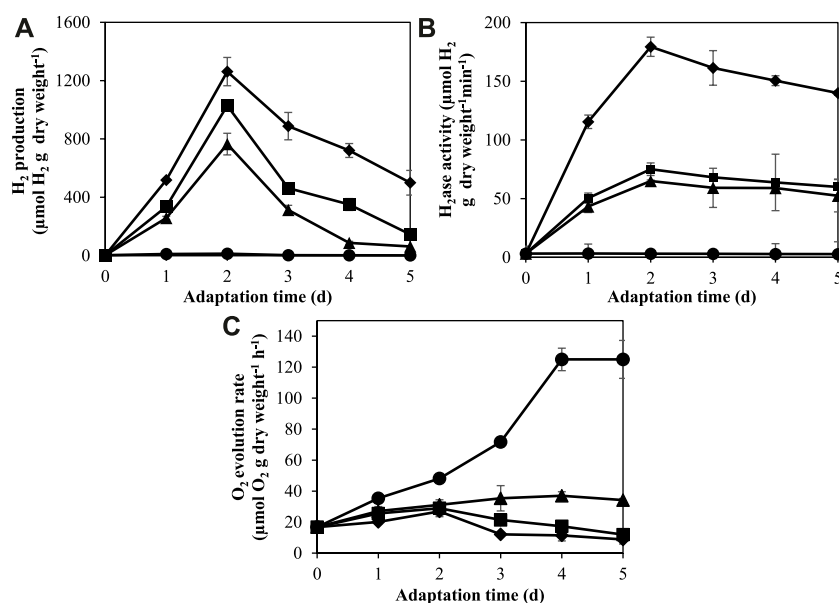 A
H₂ production
(µmol H₂ g dry weight⁻¹)
1600
1200
800
400
0
0 1 2 3 4 5
Adaptation time (d)
B
H₂ase activity (µmol H₂
g dry weight⁻¹min⁻¹)
200
150
100
50
0
0 1 2 3 4 5
Adaptation time (d)
C
O₂ evolution rate
(µmol O₂ g dry weight⁻¹ h⁻¹)
140
120
100
80
60
40
20
0
0 1 2 3 4 5
Adaptation time (d)